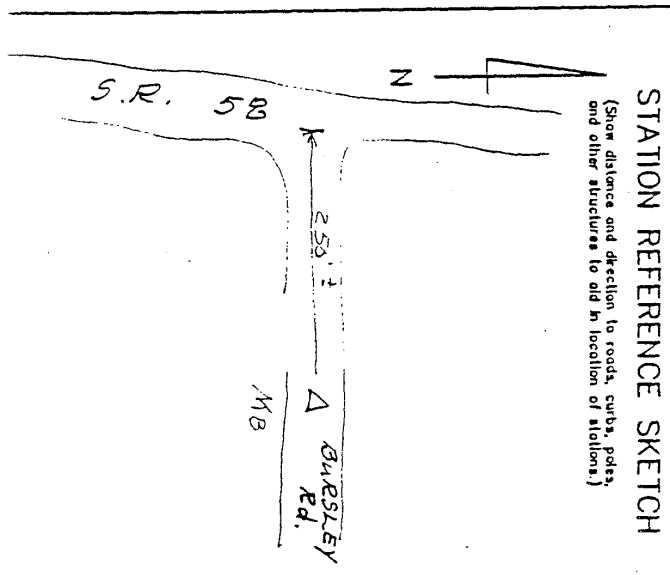 STATION REFERENCE SKETCH
(Show distance and direction to roads, curbs, poles,
and other structures to aid in location of stations.)
N
S.R. 58
250' ±
BURSLEY
Rd.
MB